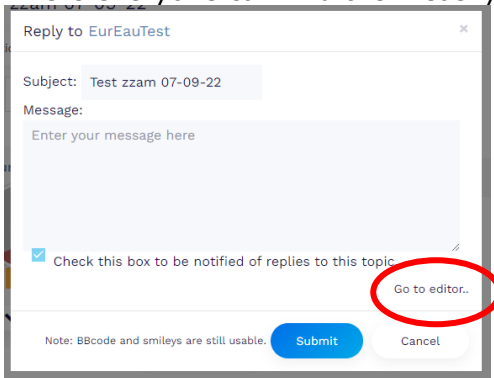 Reply to EurEauTest ×
Subject: Test zzam 07-09-22
Message:
Enter your message here
Check this box to be notified of replies to this topic
Go to editor..
Note: BBcode and smileys are still usable. Submit Cancel